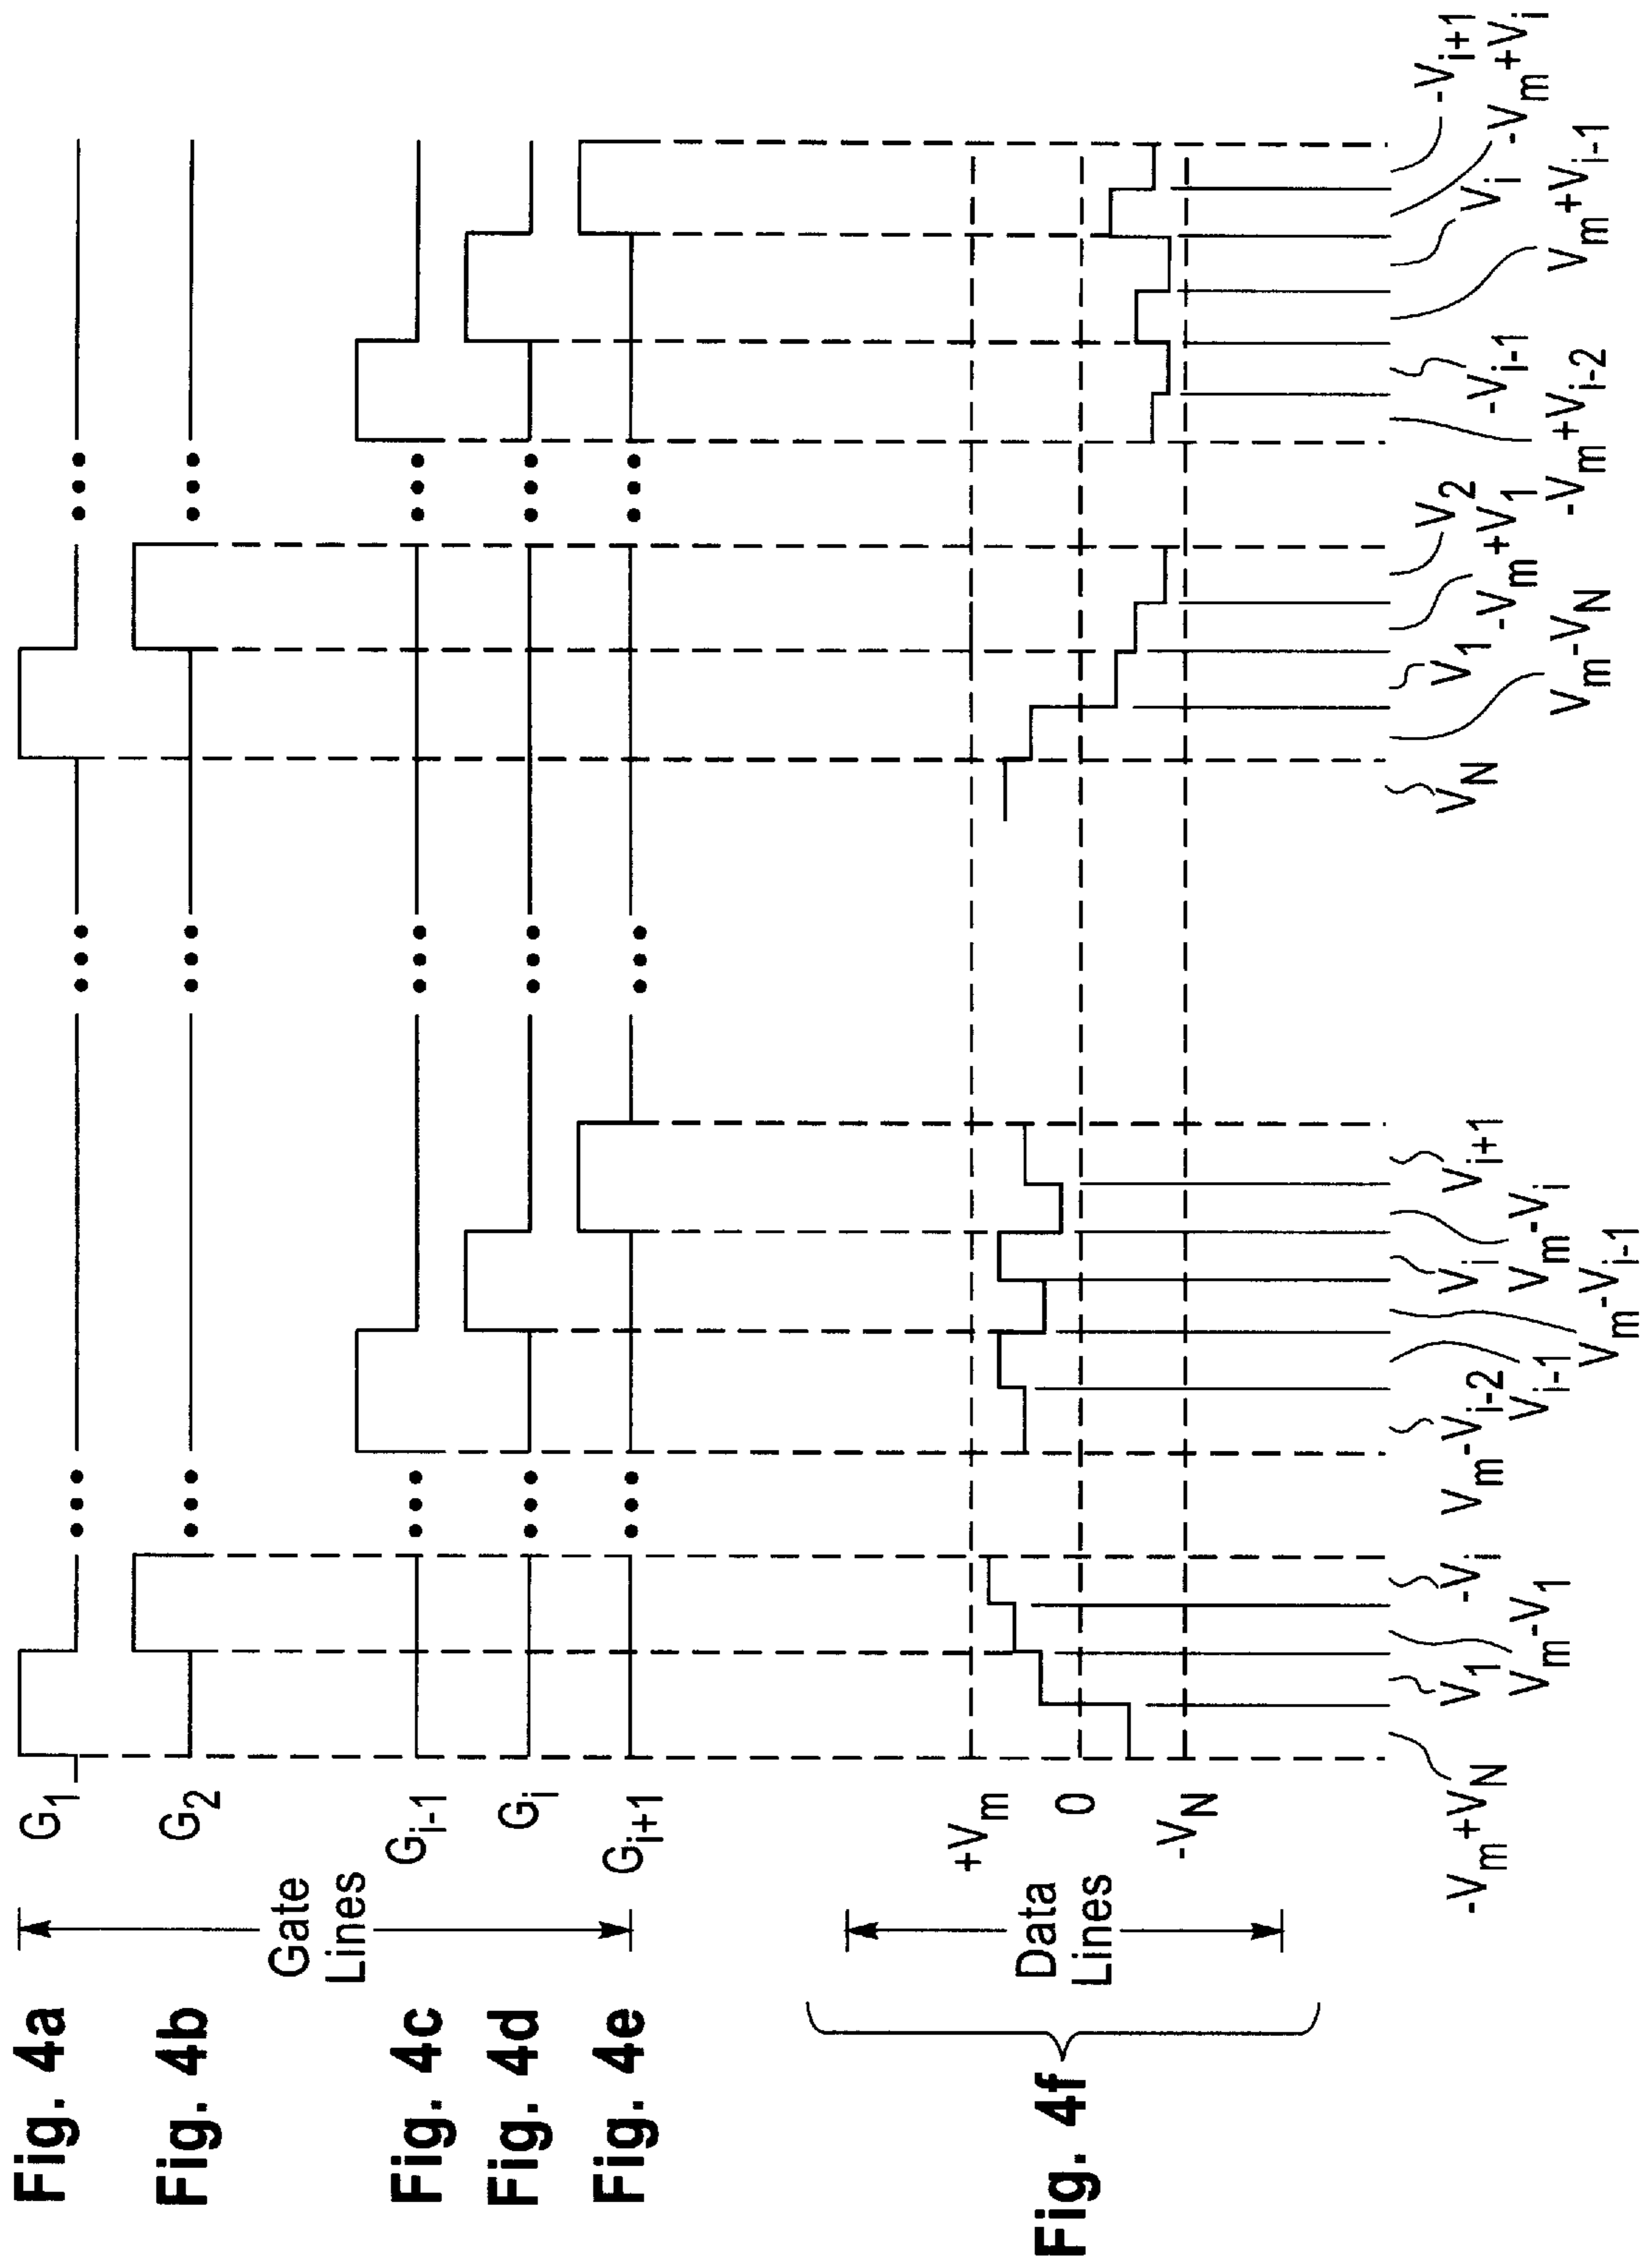 Fig. 4a
G1
Fig. 4b
G2
Gate
Lines
Fig. 4c
Gi-1
Fig. 4d
Gi
Fig. 4e
Gi+1
Fig. 4f
Data
Lines
+Vm
0
-VN
-Vm+VN
V1
Vm-V1
-Vi
Vm-Vi-2
Vi-1
Vm-Vi-1
Vi
Vm-Vi
Vi+1
VN
Vm-VN
V1
-Vm+V1
V2
-Vm+Vi-2
-Vi-1
Vm+Vi-1
Vi
-Vm+Vi
-Vi+1